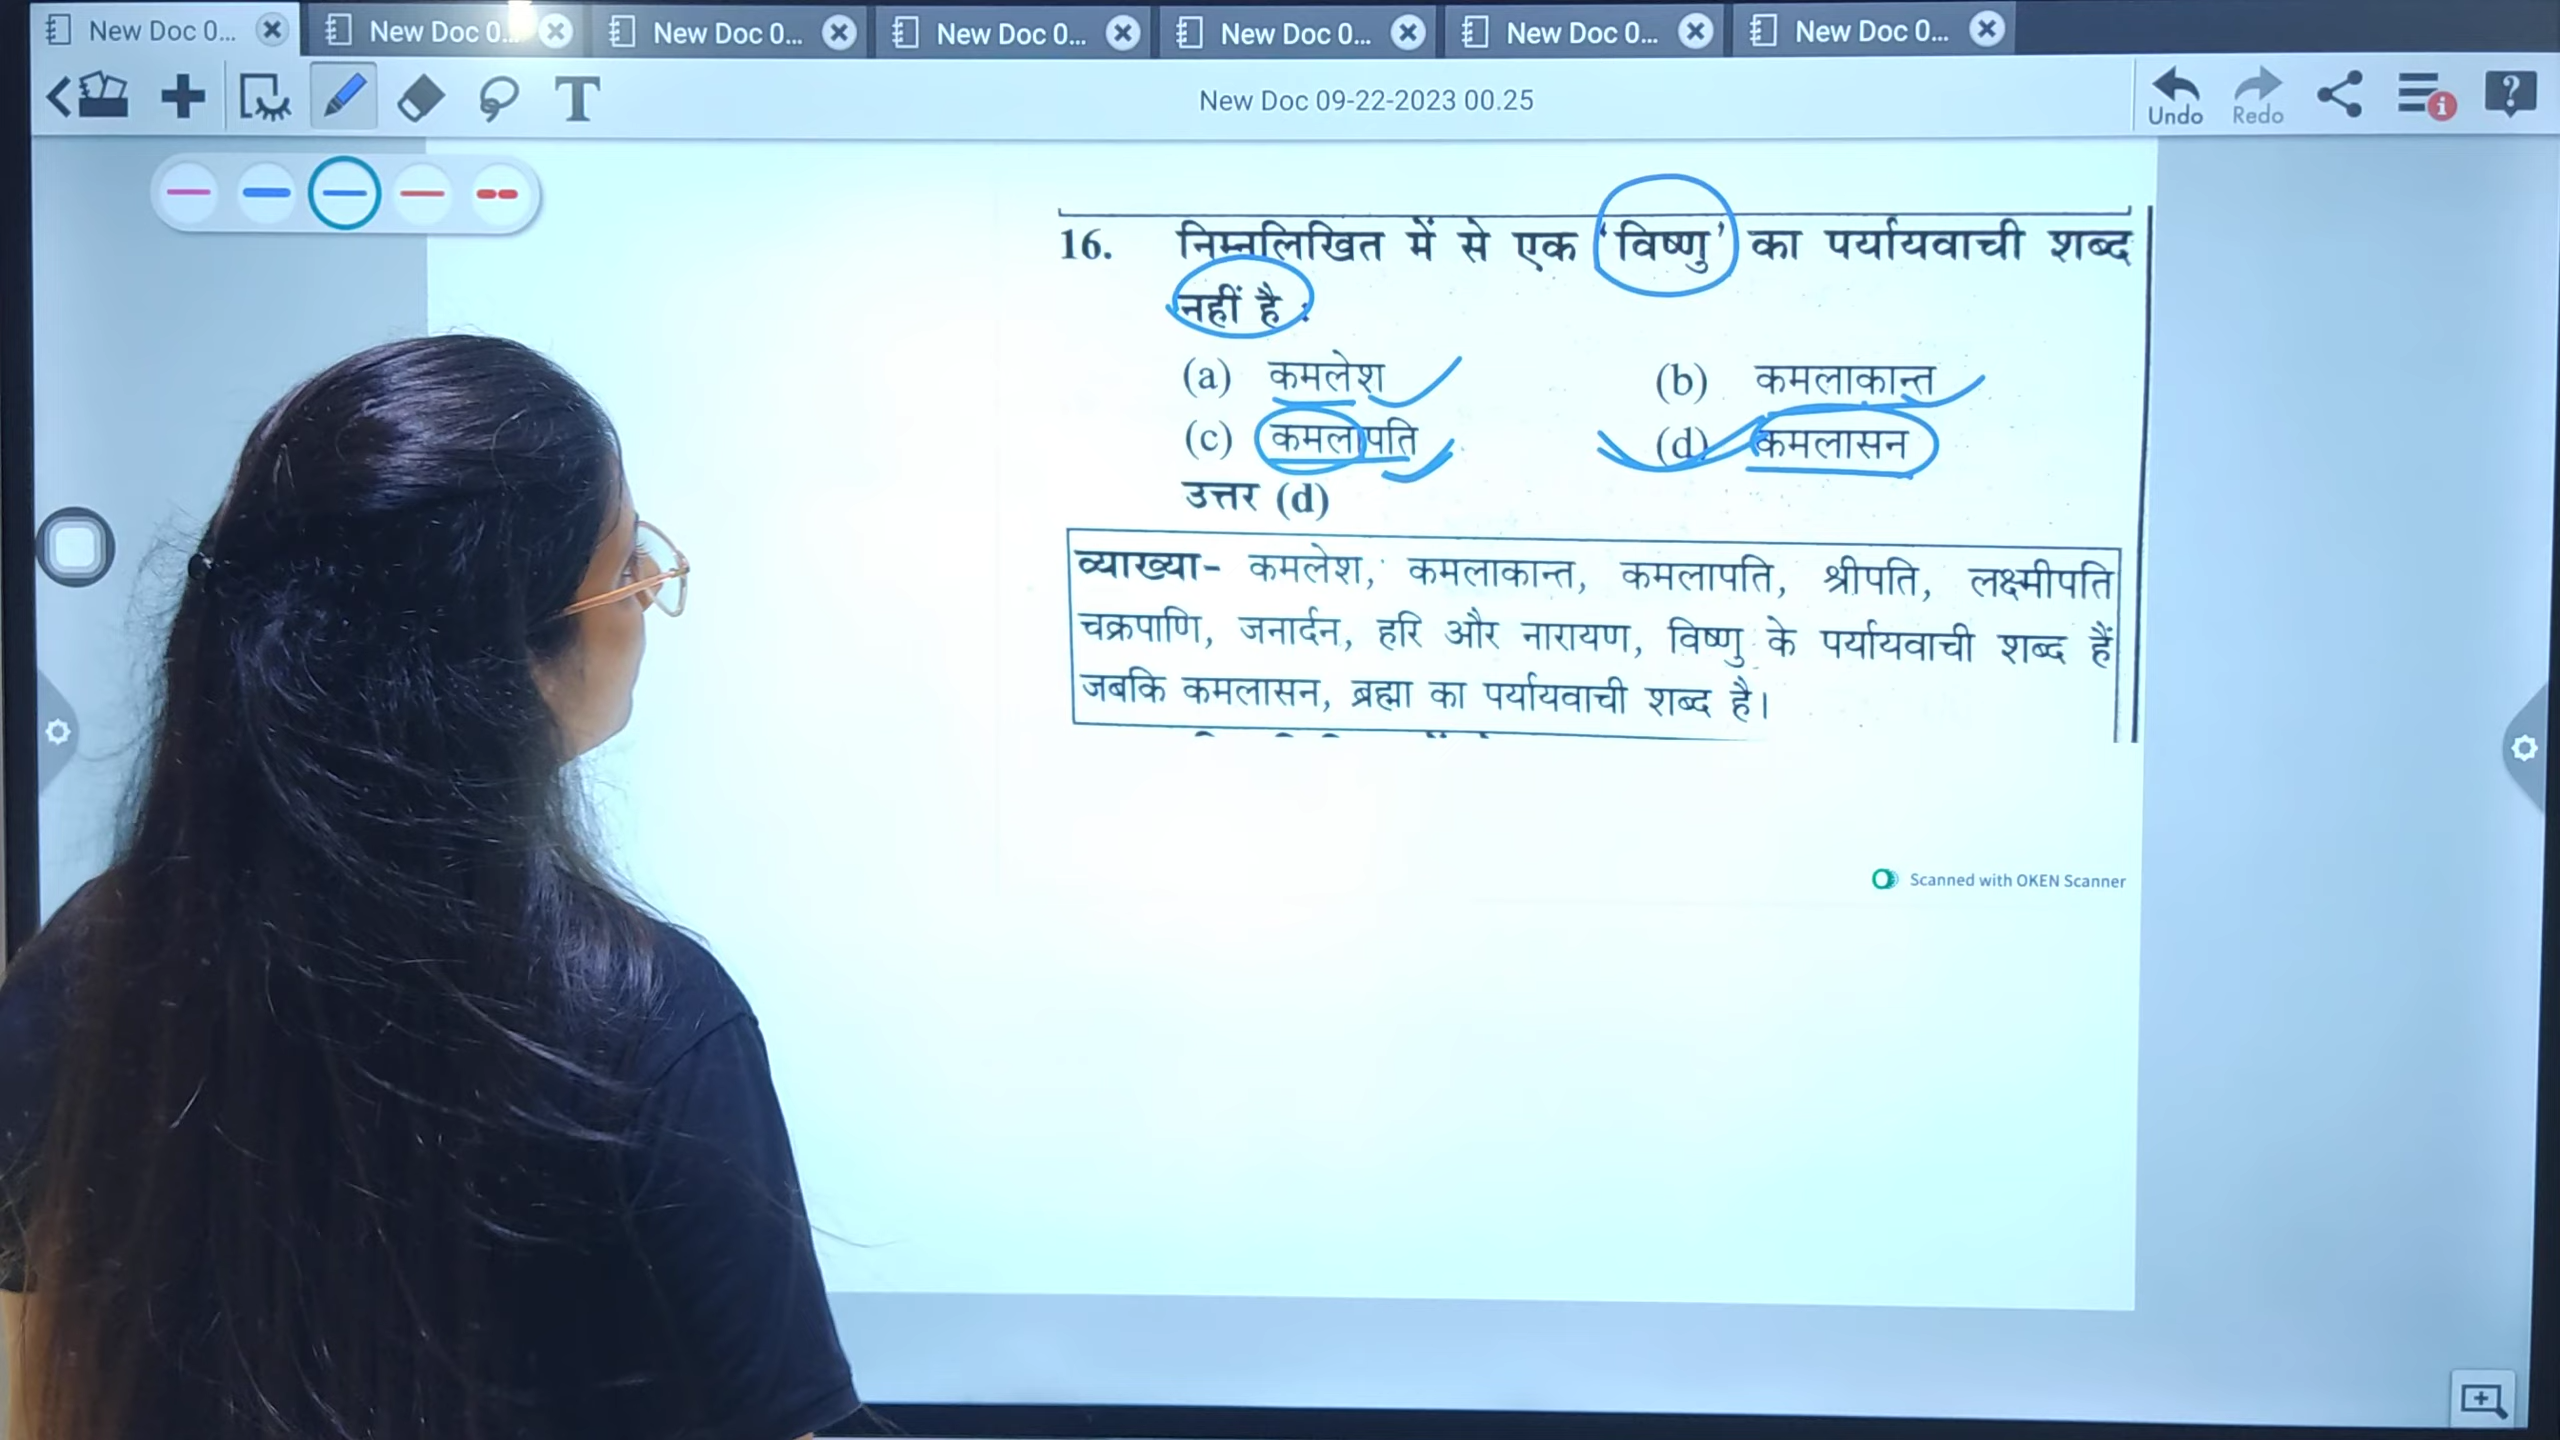 New Doc 0... New Doc 0... New Doc 0... New Doc 0... New Doc 0... New Doc 0... New Doc 0...
T New Doc 09-22-2023 00.25 Undo Redo
16. निम्नलिखित में से एक 'विष्णु' का पर्यायवाची शब्द
नहीं है :
(a) कमलेश (b) कमलाकान्त
(c) कमलापति (d) कमलासन
उत्तर (d)
व्याख्या- कमलेश, कमलाकान्त, कमलापति, श्रीपति, लक्ष्मीपति
चक्रपाणि, जनार्दन, हरि और नारायण, विष्णु के पर्यायवाची शब्द हैं
जबकि कमलासन, ब्रह्मा का पर्यायवाची शब्द है।
Scanned with OKEN Scanner